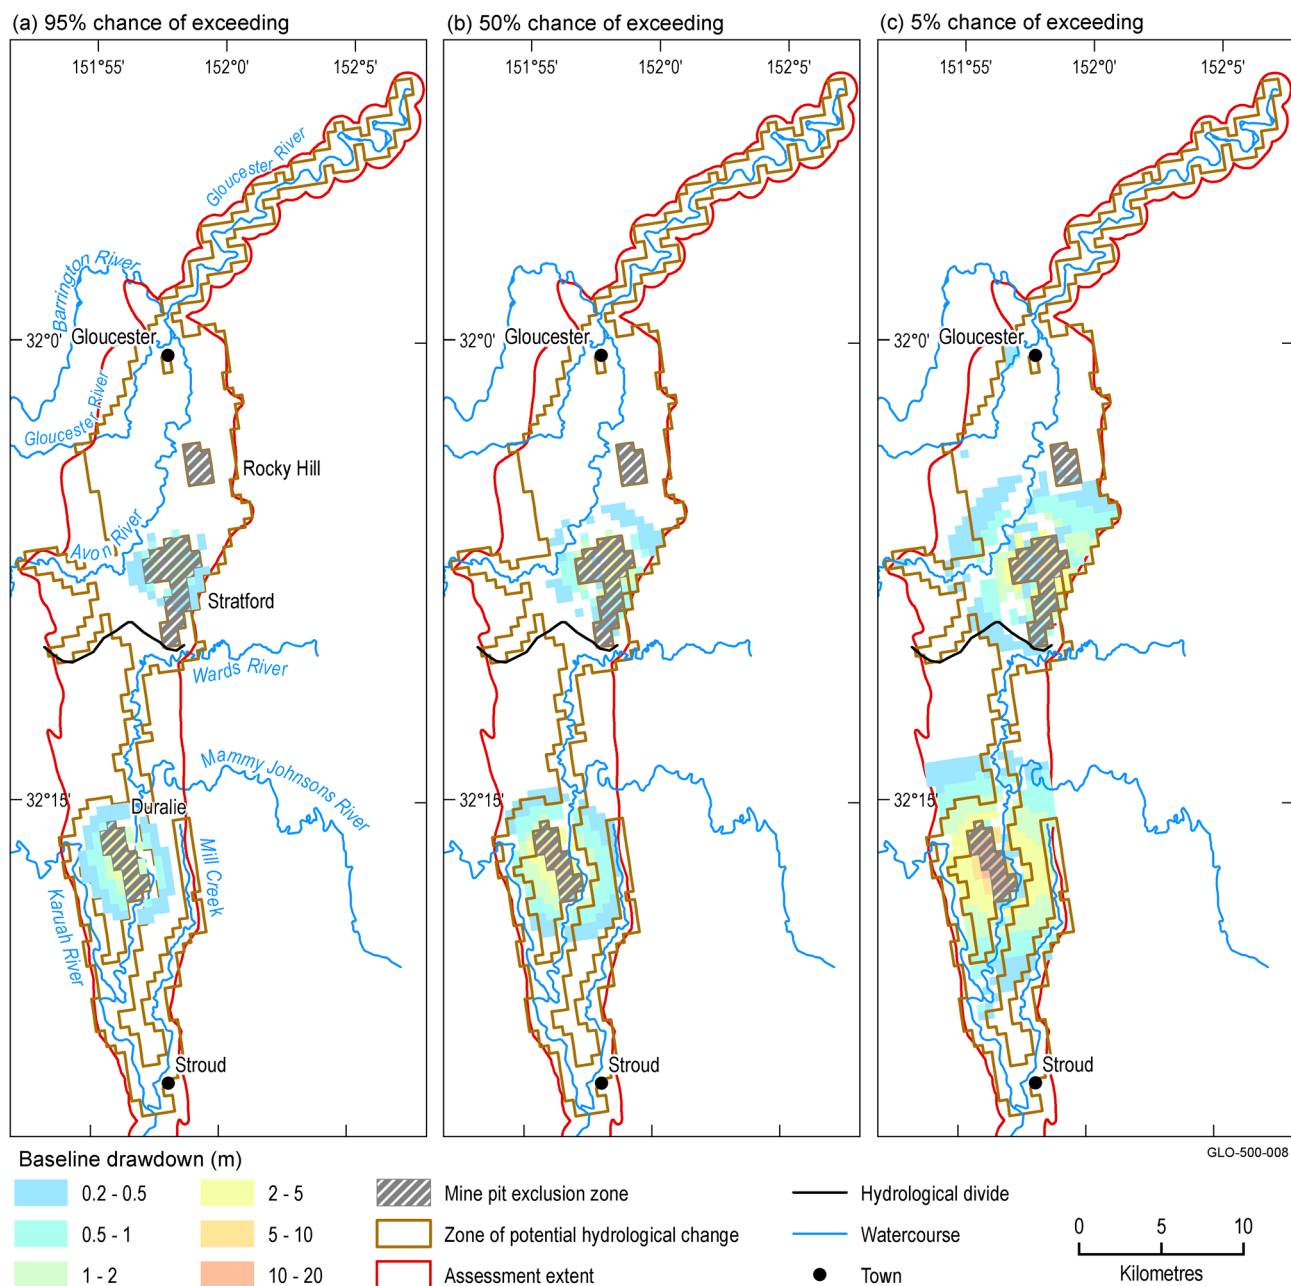 (a) 95% chance of exceeding
(b) 50% chance of exceeding
(c) 5% chance of exceeding
151°55' 152°0' 152°5'
151°55' 152°0' 152°5'
151°55' 152°0' 152°5'
Gloucester River
Barrington River
32°0' Gloucester
32°0' Gloucester
32°0' Gloucester
Gloucester River
Rocky Hill
Avon River
Stratford
Wards River
Mammy Johnsons River
32°15'
32°15'
32°15'
Duralie
Mill Creek
Karuah River
Stroud
Stroud
Stroud
GLO-500-008
Baseline drawdown (m)
0.2 - 0.5
0.5 - 1
1 - 2
2 - 5
5 - 10
10 - 20
Mine pit exclusion zone
Zone of potential hydrological change
Assessment extent
Hydrological divide
Watercourse
Town
0 5 10
Kilometres